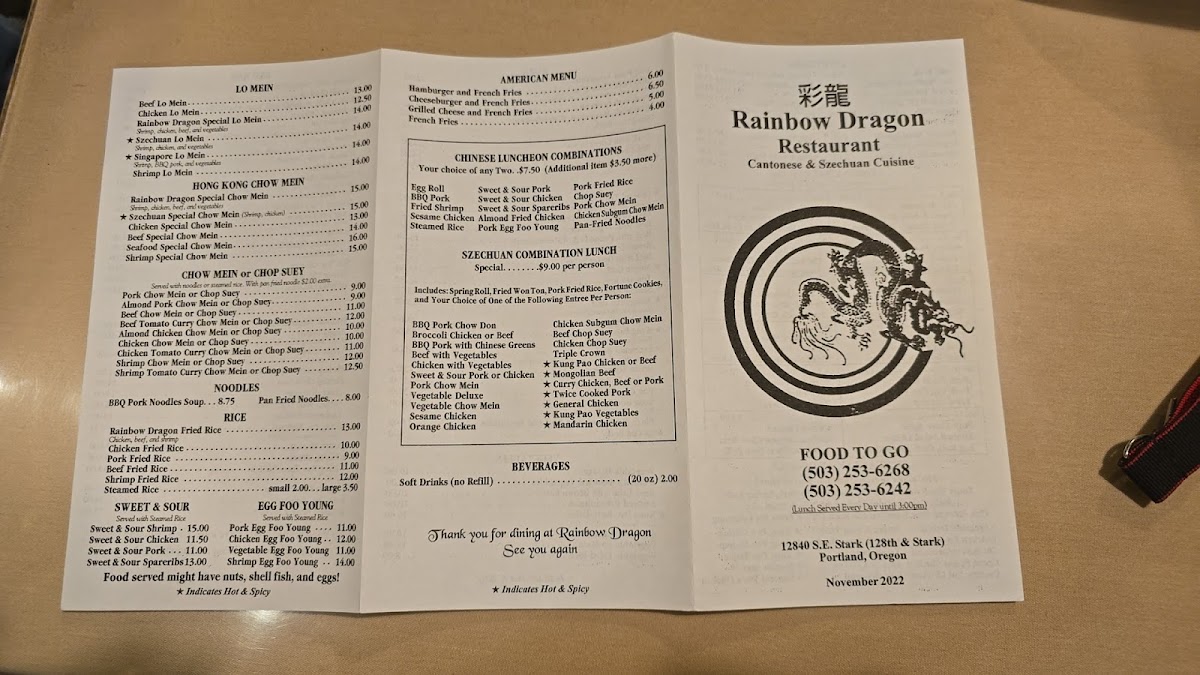 LO MEIN
Beef Lo Mein 13.00
Chicken Lo Mein 12.50
Rainbow Dragon Special Lo Mein 14.00
Shrimp, chicken, beef, and vegetables
★ Szechuan Lo Mein 14.00
Shrimp, chicken, and vegetables
★ Singapore Lo Mein 14.00
Shrimp, BBQ pork, and vegetables
Shrimp Lo Mein 14.00
HONG KONG CHOW MEIN
Rainbow Dragon Special Chow Mein 15.00
Shrimp, chicken, beef, and vegetables
★ Szechuan Special Chow Mein (Shrimp, chicken) 15.00
Chicken Special Chow Mein 13.00
Beef Special Chow Mein 14.00
Seafood Special Chow Mein 16.00
Shrimp Special Chow Mein 15.00
CHOW MEIN or CHOP SUEY
Served with noodles or steamed rice. With pan fried noodle $2.00 extra.
Pork Chow Mein or Chop Suey 9.00
Almond Pork Chow Mein or Chop Suey 9.00
Beef Chow Mein or Chop Suey 11.00
Beef Tomato Curry Chow Mein or Chop Suey 12.00
Almond Chicken Chow Mein or Chop Suey 10.00
Chicken Chow Mein or Chop Suey 10.00
Chicken Tomato Curry Chow Mein or Chop Suey 11.00
Shrimp Chow Mein or Chop Suey 12.00
Shrimp Tomato Curry Chow Mein or Chop Suey 12.50
NOODLES
BBQ Pork Noodles Soup... 8.75 Pan Fried Noodles.... 8.00
RICE
Rainbow Dragon Fried Rice 13.00
Chicken, beef, and shrimp
Chicken Fried Rice 10.00
Pork Fried Rice 9.00
Beef Fried Rice 11.00
Shrimp Fried Rice 12.00
Steamed Rice small 2.00...large 3.50
SWEET & SOUR
Served with Steamed Rice
Sweet & Sour Shrimp . 15.00
Sweet & Sour Chicken 11.50
Sweet & Sour Pork ... 11.00
Sweet & Sour Spareribs 13.00
EGG FOO YOUNG
Served with Steamed Rice
Pork Egg Foo Young .... 11.00
Chicken Egg Foo Young .. 12.00
Vegetable Egg Foo Young 11.00
Shrimp Egg Foo Young .. 14.00
Food served might have nuts, shell fish, and eggs!
★ Indicates Hot & Spicy
AMERICAN MENU
Hamburger and French Fries 6.00
Cheeseburger and French Fries 6.50
Grilled Cheese and French Fries 5.00
French Fries 4.00
CHINESE LUNCHEON COMBINATIONS
Your choice of any Two. .$7.50 (Additional item $3.50 more)
Egg Roll
BBQ Pork
Fried Shrimp
Sesame Chicken
Steamed Rice
Sweet & Sour Pork
Sweet & Sour Chicken
Sweet & Sour Spareribs
Almond Fried Chicken
Pork Egg Foo Young
Pork Fried Rice
Chop Suey
Pork Chow Mein
Chicken Subgum Chow Mein
Pan-Fried Noodles
SZECHUAN COMBINATION LUNCH
Special........$9.00 per person
Includes: Spring Roll, Fried Won Ton, Pork Fried Rice, Fortune Cookies,
and Your Choice of One of the Following Entree Per Person:
BBQ Pork Chow Don
Broccoli Chicken or Beef
BBQ Pork with Chinese Greens
Beef with Vegetables
Chicken with Vegetables
Sweet & Sour Pork or Chicken
Pork Chow Mein
Vegetable Deluxe
Vegetable Chow Mein
Sesame Chicken
Orange Chicken
Chicken Subgum Chow Mein
Beef Chop Suey
Chicken Chop Suey
Triple Crown
★ Kung Pao Chicken or Beef
★ Mongolian Beef
★ Curry Chicken, Beef or Pork
★ Twice Cooked Pork
★ General Chicken
★ Kung Pao Vegetables
★ Mandarin Chicken
BEVERAGES
Soft Drinks (no Refill) (20 oz) 2.00
Thank you for dining at Rainbow Dragon
See you again
★ Indicates Hot & Spicy
彩龍
Rainbow Dragon
Restaurant
Cantonese & Szechuan Cuisine
FOOD TO GO
(503) 253-6268
(503) 253-6242
(Lunch Served Every Day until 3:00pm)
12840 S.E. Stark (128th & Stark)
Portland, Oregon
November 2022